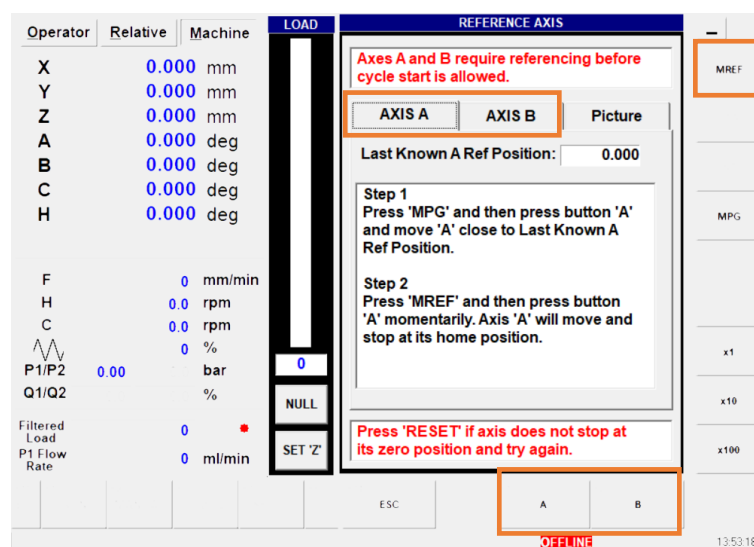 Operator Relative Machine
X 0.000 mm
Y 0.000 mm
Z 0.000 mm
A 0.000 deg
B 0.000 deg
C 0.000 deg
H 0.000 deg
F 0 mm/min
H 0.0 rpm
C 0.0 rpm
0 %
P1/P2 0.00 bar
Q1/Q2 %
Filtered
Load 0
P1 Flow
Rate 0 ml/min
LOAD
0
NULL
SET 'Z'
REFERENCE AXIS
Axes A and B require referencing before
cycle start is allowed.
AXIS A AXIS B Picture
Last Known A Ref Position: 0.000
Step 1
Press 'MPG' and then press button 'A'
and move 'A' close to Last Known A
Ref Position.
Step 2
Press 'MREF' and then press button
'A' momentarily. Axis 'A' will move and
stop at its home position.
Press 'RESET' if axis does not stop at
its zero position and try again.
MREF
MPG
x1
x10
x100
ESC A B
OFFLINE 13:53:18